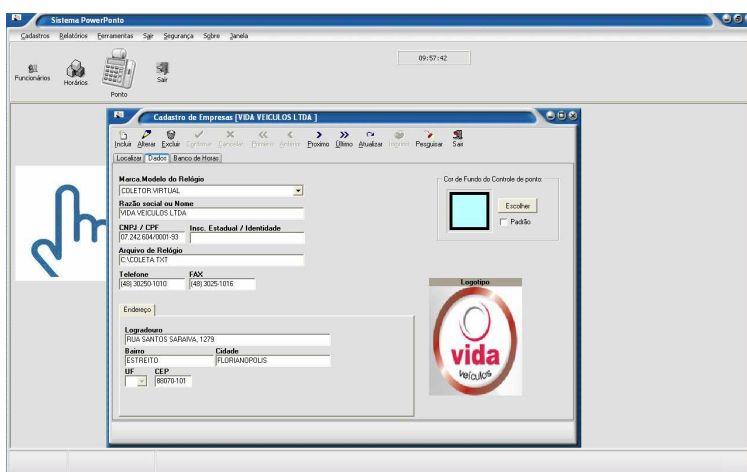 Sistema PowerPonto
Cadastros Relatórios Ferramentas Sair Segurança Sobre Janela
09:57:42
Funcionários Horários Ponto Sair
Cadastro de Empresas [VIDA VEICULOS LTDA ]
Incluir Alterar Excluir Confirmar Cancelar Primeiro Anterior Proximo Último Atualizar Imprimir Pesquisar Sair
Localizar Dados Banco de Horas
Marca.Modelo do Relógio
COLETOR.VIRTUAL
Razão social ou Nome
VIDA VEICULOS LTDA
CNPJ / CPF Insc. Estadual / Identidade
07.242.604/0001-93
Arquivo de Relógio
C:\COLETA.TXT
Telefone FAX
(48) 30250-1010 (48) 3025-1016
Cor de Fundo do Controle de ponto:
Escolher
Padrão
Endereço
Logradouro
RUA SANTOS SARAIVA, 1279
Bairro Cidade
ESTREITO FLORIANOPOLIS
UF CEP
88070-101
Logotipo
vida
veículos